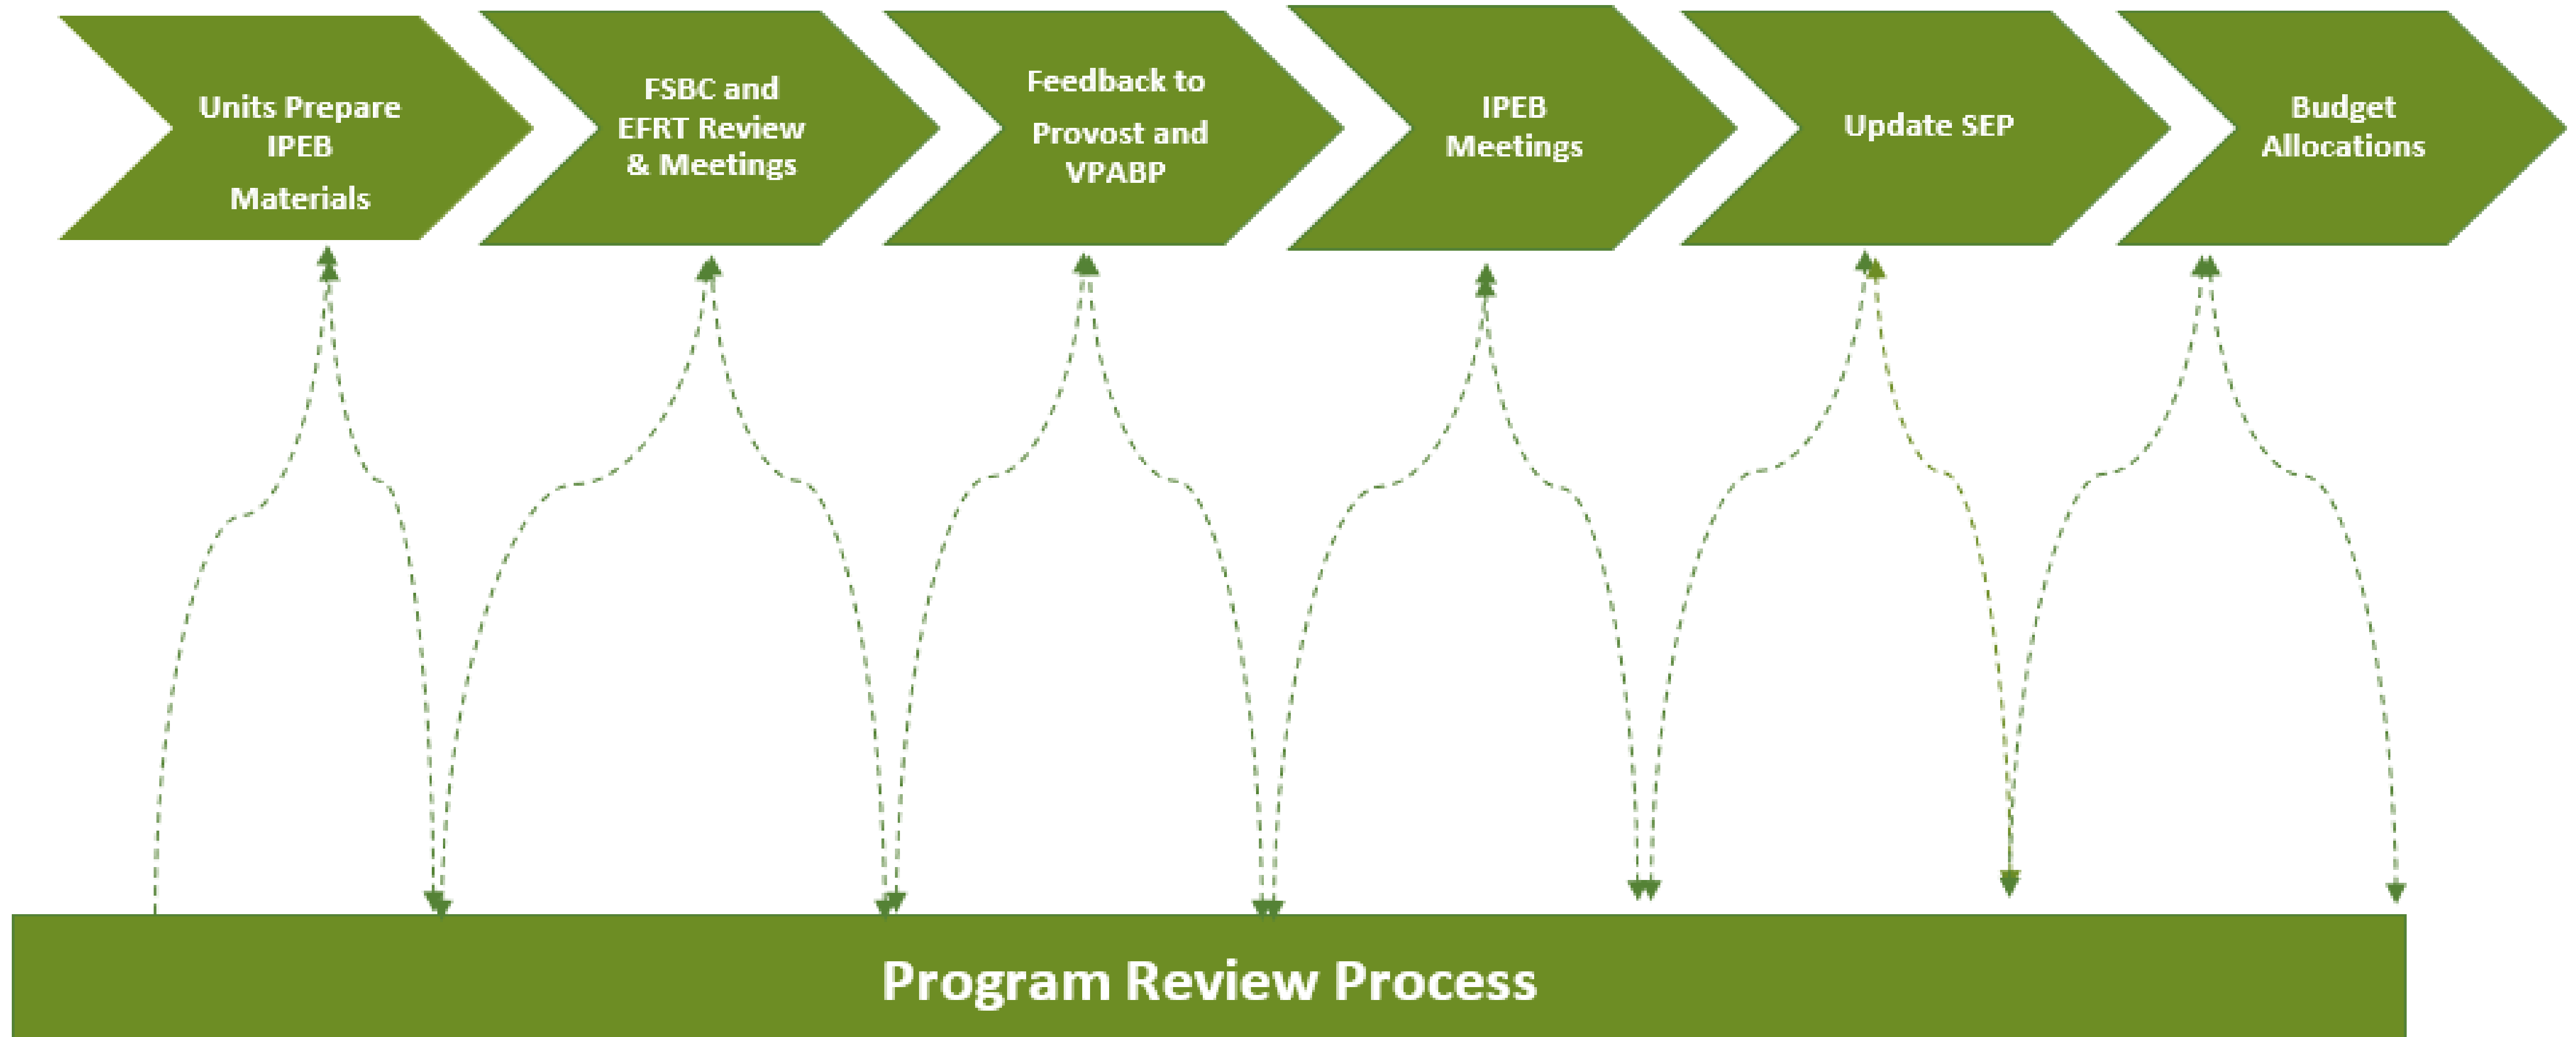 Units Prepare
IPEB
Materials
FSBC and
EFRT Review
& Meetings
Feedback to
Provost and
VPABP
IPEB
Meetings
Update SEP
Budget
Allocations
Program Review Process